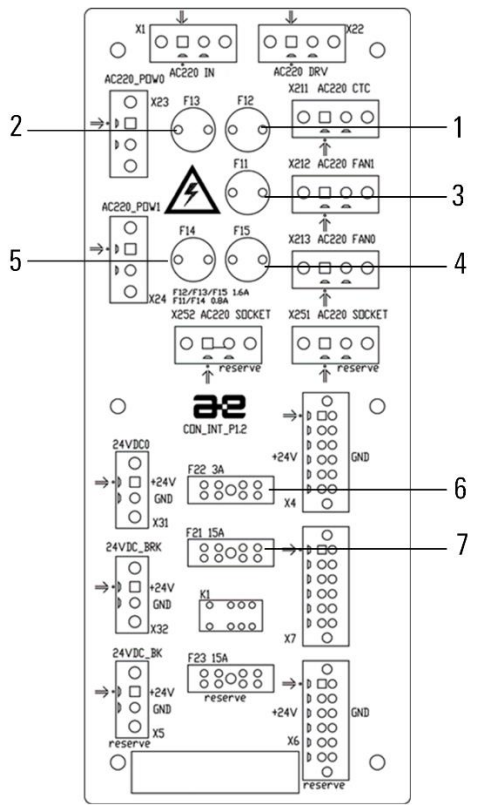 X1
X22
AC220 IN
AC220 DRV
AC220_POW0
X23
F13
F12
X211 AC220 CTC
2
1
F11
X212 AC220 FAN1
3
AC220_POW1
F14
F15
X213 AC220 FAN0
5
4
X24
F12/F13/F15 1.6A
F11/F14 0.8A
X252 AC220 SOCKET
X251 AC220 SOCKET
reserve
reserve
ae
CON_INT_P1.2
24VDC0
+24V
GND
X31
F22 3A
+24V
GND
X4
6
F21 15A
7
24VDC_BRK
+24V
GND
X32
K1
X7
24VDC_BK
+24V
GND
X5
reserve
F23 15A
reserve
+24V
GND
X6
reserve